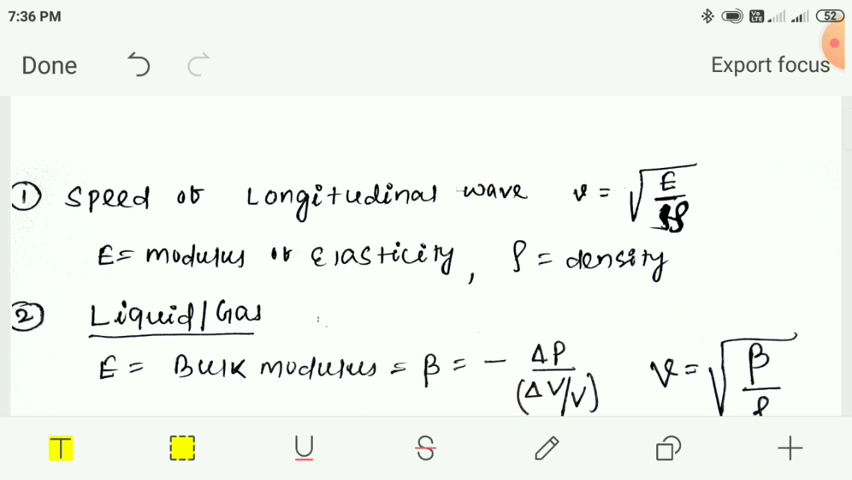 7:36 PM
52
Done
Export focus
① Speed of Longitudinal wave v = √(E/ρ)
E = modulus of Elasticity, ρ = density
② Liquid/Gas
E = Bulk modulus = β = - ΔP/(ΔV/V) v = √(β/ρ)
T U S